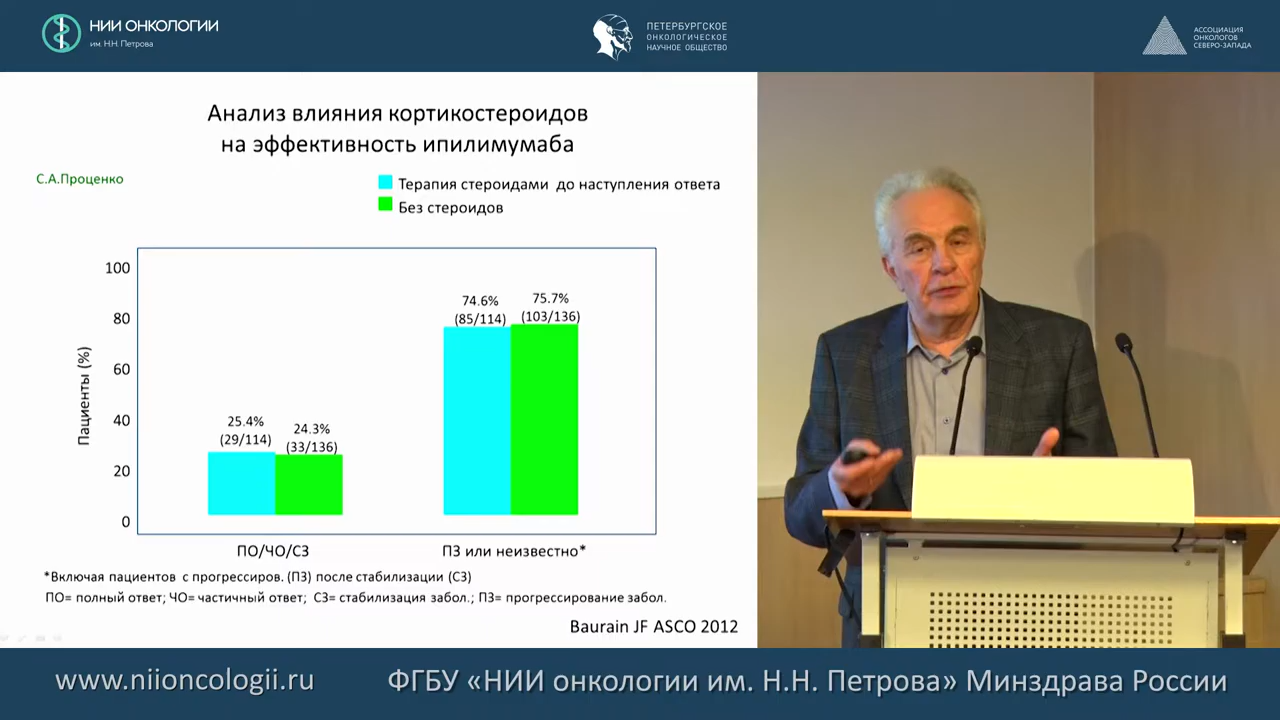 НИИ ОНКОЛОГИИ
им. Н.Н. Петрова
ПЕТЕРБУРГСКОЕ
ОНКОЛОГИЧЕСКОЕ
НАУЧНОЕ ОБЩЕСТВО
АССОЦИАЦИЯ
ОНКОЛОГОВ
СЕВЕРО-ЗАПАДА
Анализ влияния кортикостероидов
на эффективность ипилимумаба
С.А.Проценко
Терапия стероидами до наступления ответа
Без стероидов
Пациенты (%)
100
80
60
40
20
0
25.4%
(29/114)
24.3%
(33/136)
74.6%
(85/114)
75.7%
(103/136)
ПО/ЧО/СЗ
ПЗ или неизвестно*
*Включая пациентов с прогрессиров. (ПЗ) после стабилизации (СЗ)
ПО= полный ответ; ЧО= частичный ответ; СЗ= стабилизация забол.; ПЗ= прогрессирование забол.
Baurain JF ASCO 2012
www.niioncologii.ru
ФГБУ «НИИ онкологии им. Н.Н. Петрова» Минздрава России